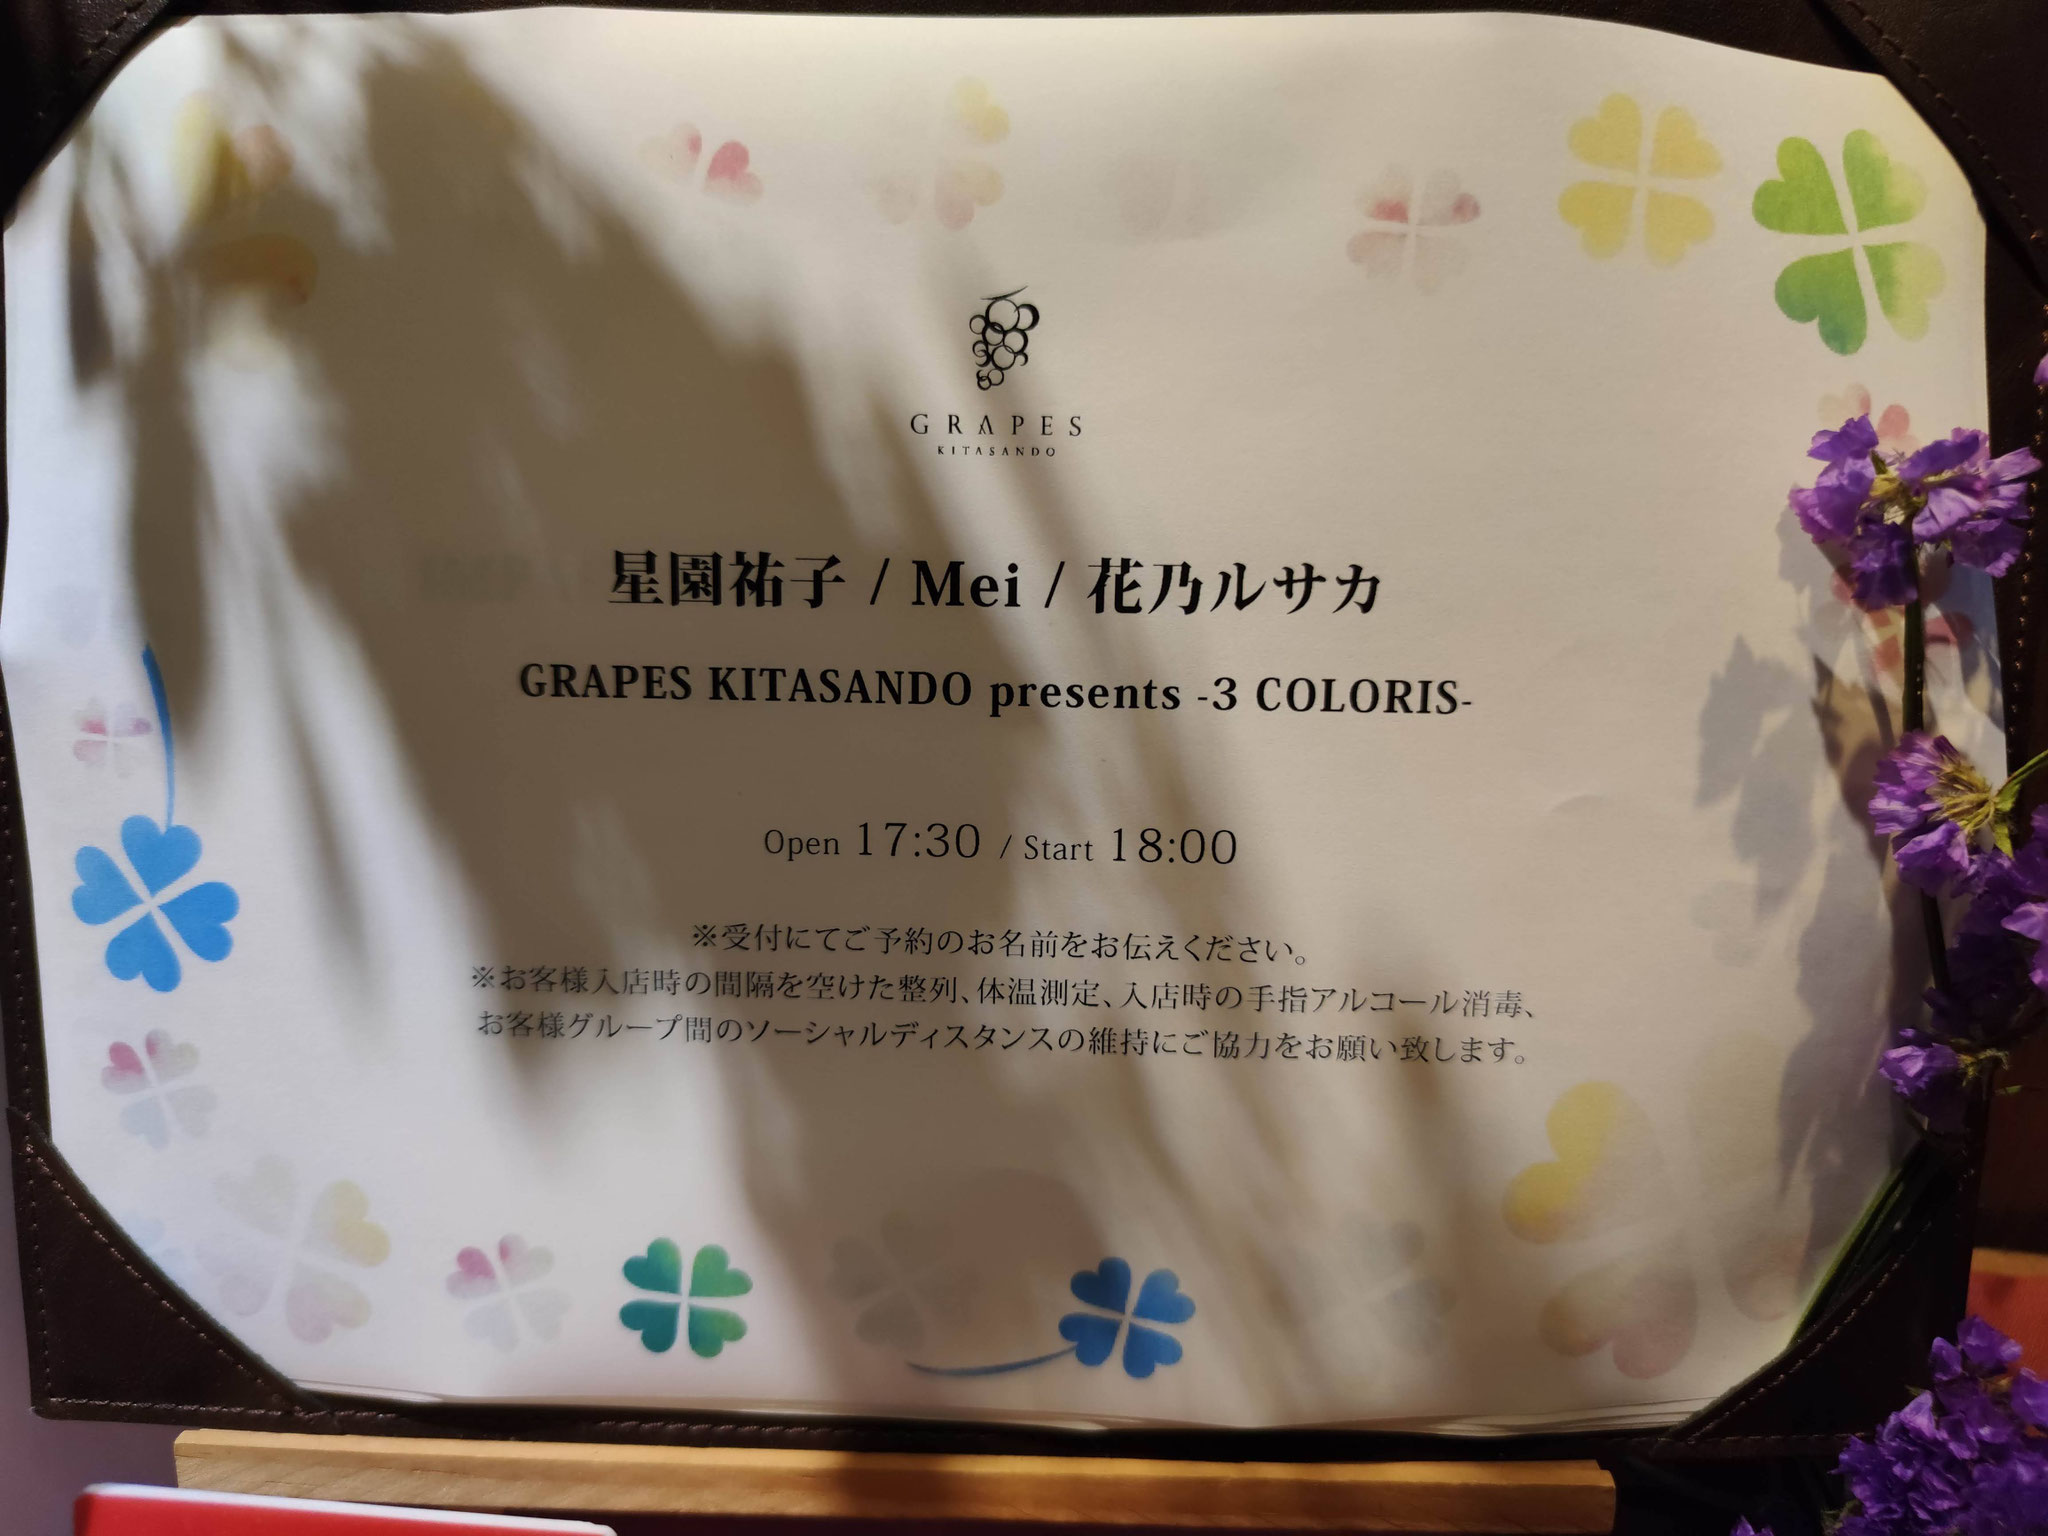 GRAPES
KITASANDO
星園祐子 / Mei / 花乃ルサカ
GRAPES KITASANDO presents -3 COLORIS-
Open 17:30 / Start 18:00
※受付にてご予約のお名前をお伝えください。
※お客様入店時の間隔を空けた整列、体温測定、入店時の手指アルコール消毒、
お客様グループ間のソーシャルディスタンスの維持にご協力をお願い致します。